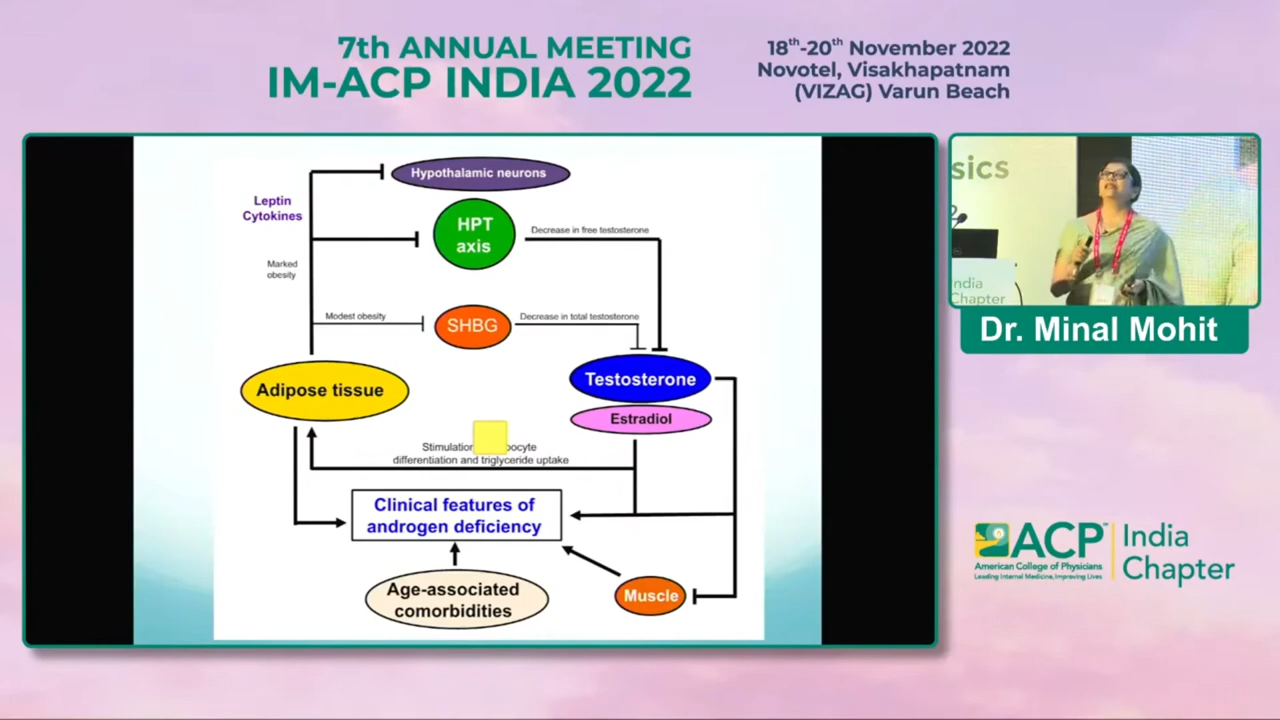 7th ANNUAL MEETING
IM-ACP INDIA 2022
18th-20th November 2022
Novotel, Visakhapatnam
(VIZAG) Varun Beach
Hypothalamic neurons
Leptin
Cytokines
HPT
axis
Decrease in free testosterone
Marked
obesity
Modest obesity
SHBG
Decrease in total testosterone
Adipose tissue
Testosterone
Estradiol
Stimulation
differentiation and triglyceride uptake
Clinical features of
androgen deficiency
Age-associated
comorbidities
Muscle
sics
ndia
Chapter
Dr. Minal Mohit
ACP
American College of Physicians
Leading Internal Medicine, Improving Lives
India
Chapter